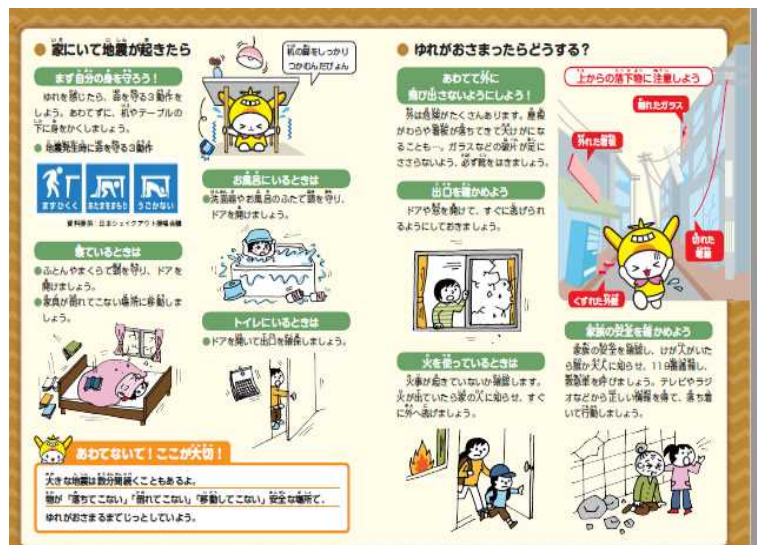 家にいて地震が起きたら
まず自分の身を守ろう！
ゆれを感じたら、命を守る3動作を
しよう。あわてずに、机やテーブルの
下に身をかくしましょう。
● 地震発生時に命を守る3動作
まずひくく
あたまをまもり
うごかない
資料提供：日本シェイクアウト提唱会議
寝ているときは
●ふとんやまくらで頭を守り、ドアを
開けましょう。
●家具が倒れてこない場所に移動しま
しょう。
机の脚をしっかり
つかむんだぴょん
お風呂にいるときは
●洗面器やお風呂のふたで頭を守り、
ドアを開けましょう。
トイレにいるときは
●ドアを開いて出口を確保しましょう。
あわてないで！ここが大切！
大きな地震は数分間続くこともあるよ。
物が「落ちてこない」「倒れてこない」「移動してこない」安全な場所で、
ゆれがおさまるまでじっとしていよう。
ゆれがおさまったらどうする？
あわてて外に
飛び出さないようにしよう！
外は危険がたくさんあります。屋根
がわらや看板が落ちてきて大けがにな
ることも…。ガラスなどの破片が足に
ささらないよう、必ず靴をはきましょう。
出口を確かめよう
ドアや窓を開けて、すぐに逃げられ
るようにしておきましょう。
火を使っているときは
火事が起きていないか確認します。
火が出ていたら家の人に知らせ、すぐ
に外へ逃げましょう。
上からの落下物に注意しよう
割れたガラス
外れた看板
切れた
電線
くずれた外壁
家族の安全を確かめよう
家族の安全を確認し、けが人がいた
ら誰か大人に知らせ、119番通報し、
救急車を呼びましょう。テレビやラジ
オなどから正しい情報を得て、落ち着
いて行動しましょう。